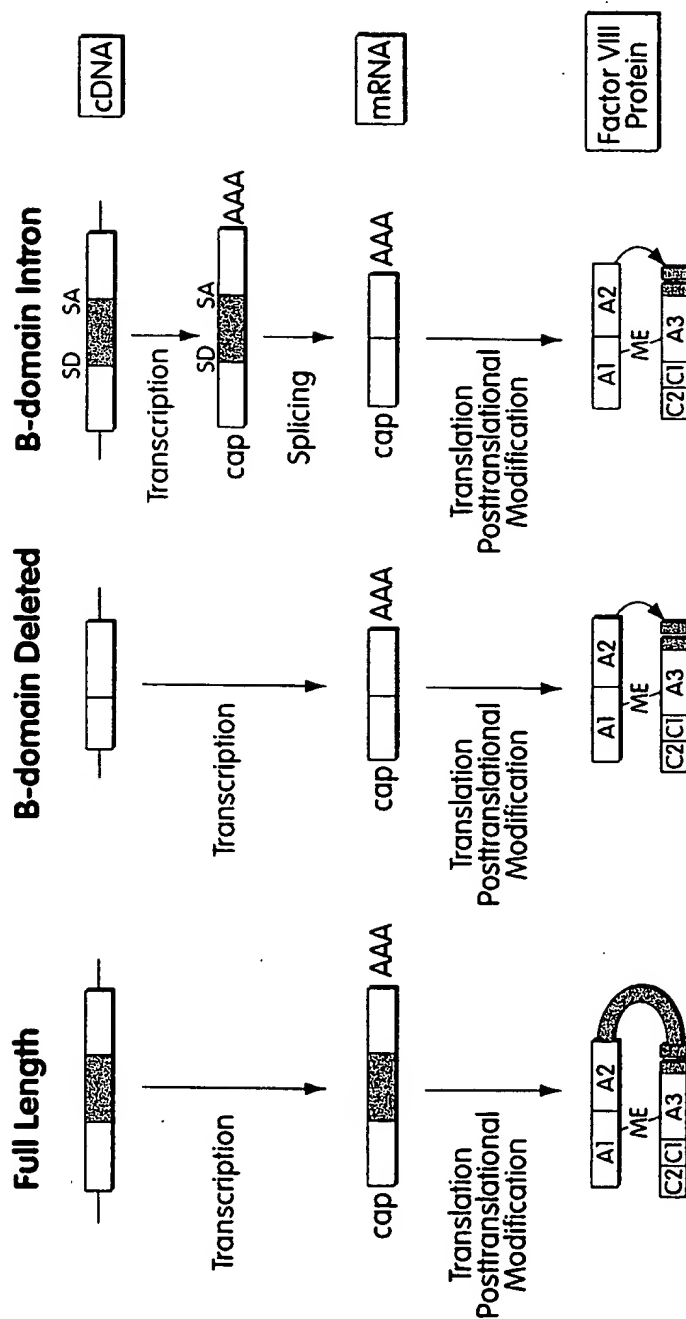 Full Length
B-domain Deleted
B-domain Intron
cDNA
SD
SA
Transcription
Transcription
Transcription
SD
SA
cap
AAA
Splicing
mRNA
cap
AAA
cap
AAA
cap
AAA
Translation
Posttranslational
Modification
Translation
Posttranslational
Modification
Translation
Posttranslational
Modification
Factor VIII
Protein
A1
A2
ME
C2
C1
A3
A1
A2
ME
C2
C1
A3
A1
A2
ME
C2
C1
A3